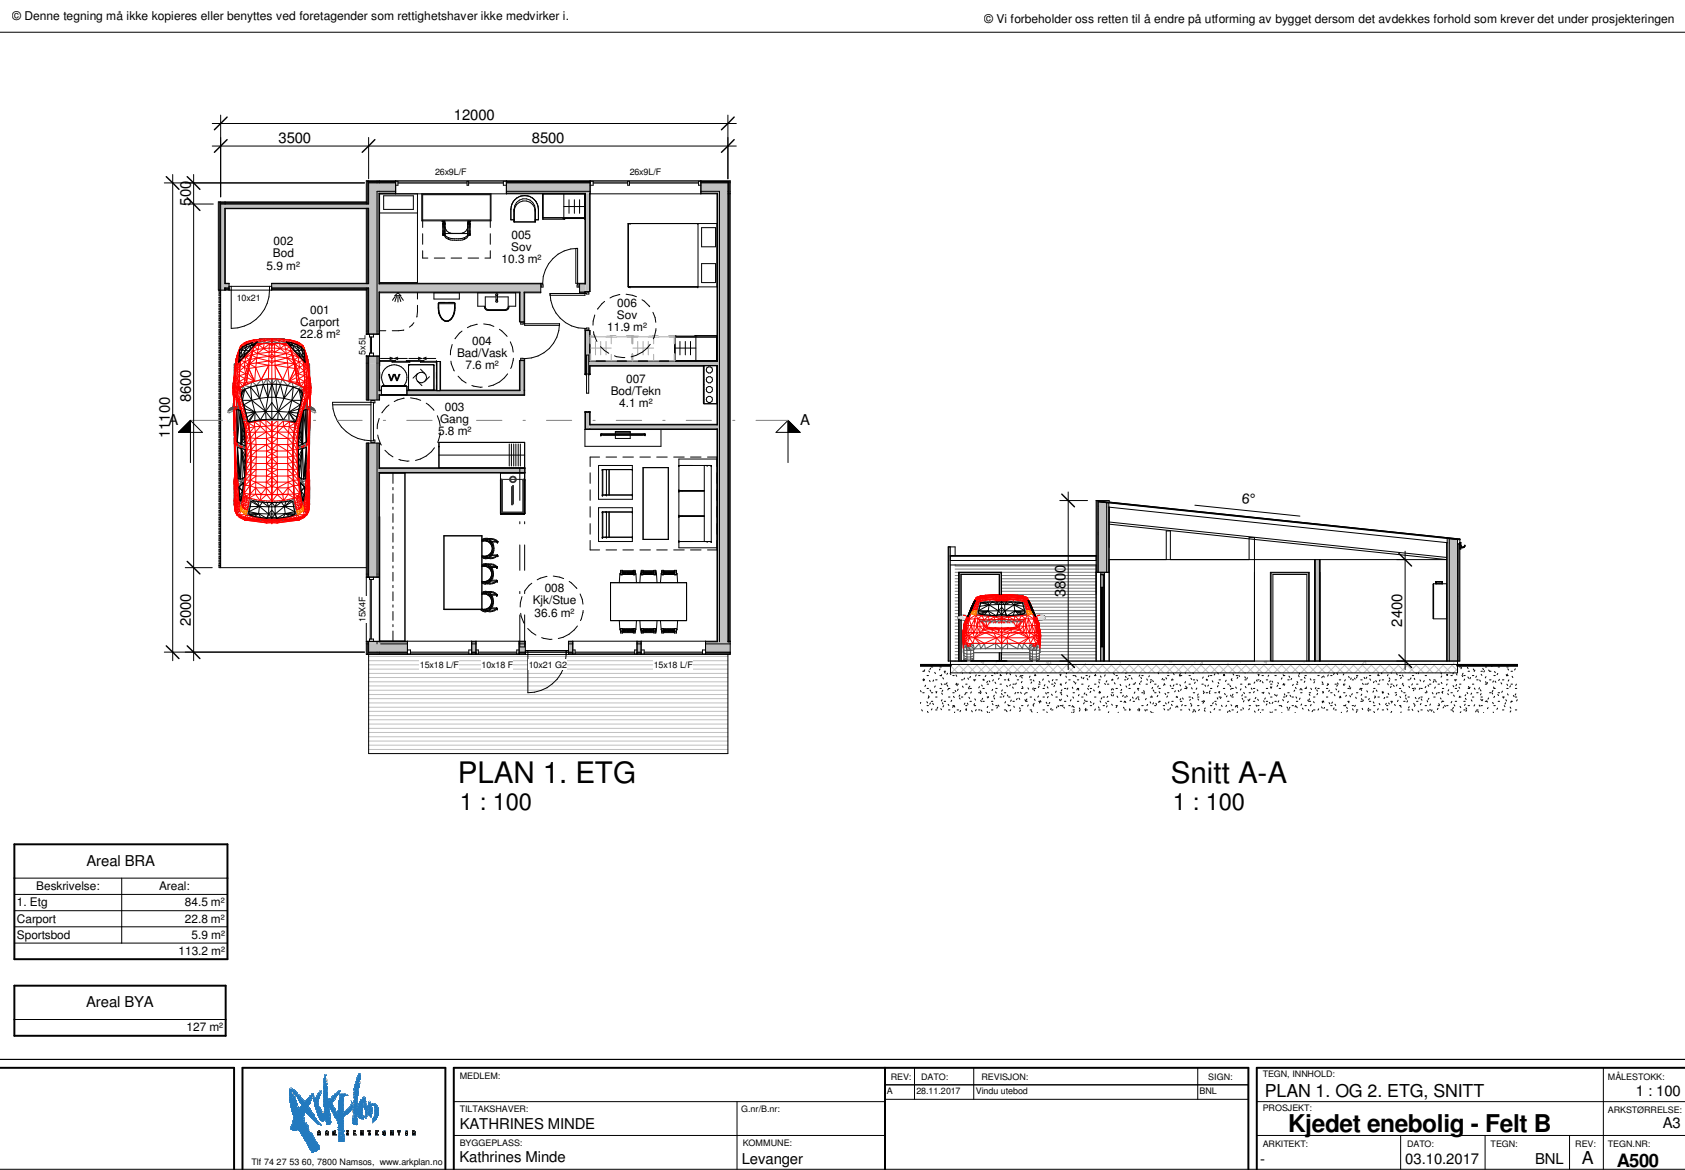 © Denne tegning må ikke kopieres eller benyttes ved foretagender som rettighetshaver ikke medvirker i.
© Vi forbeholder oss retten til å endre på utforming av bygget dersom det avdekkes forhold som krever det under prosjekteringen
12000
3500
8500
26x9L/F
26x9L/F
500
002
Bod
5.9 m²
10x21
001
Carport
22.8 m²
005
Sov
10.3 m²
006
Sov
11.9 m²
004
Bad/Vask
7.6 m²
5x5L
W
007
Bod/Tekn
4.1 m²
003
Gang
5.8 m²
8600
11100
A
A
2000
15X4F
008
Kjk/Stue
36.6 m²
15x18 L/F
10x18 F
10x21 G2
15x18 L/F
6°
3800
2400
PLAN 1. ETG
1 : 100
Snitt A-A
1 : 100
Areal BRA
Beskrivelse: Areal:
1. Etg 84.5 m²
Carport 22.8 m²
Sportsbod 5.9 m²
113.2 m²
Areal BYA
127 m²
Arkplan
Tlf 74 27 53 60, 7800 Namsos, www.arkplan.no
MEDLEM:
TILTAKSHAVER:
KATHRINES MINDE
G.nr/B.nr:
BYGGEPLASS:
Kathrines Minde
KOMMUNE:
Levanger
REV: DATO: REVISJON: SIGN:
A 28.11.2017 Vindu utebod BNL
TEGN, INNHOLD:
PLAN 1. OG 2. ETG, SNITT
MÅLESTOKK:
1 : 100
PROSJEKT:
Kjedet enebolig - Felt B
ARKSTØRRELSE:
A3
ARKITEKT:
-
DATO:
03.10.2017
TEGN:
BNL
REV:
A
TEGN.NR:
A500